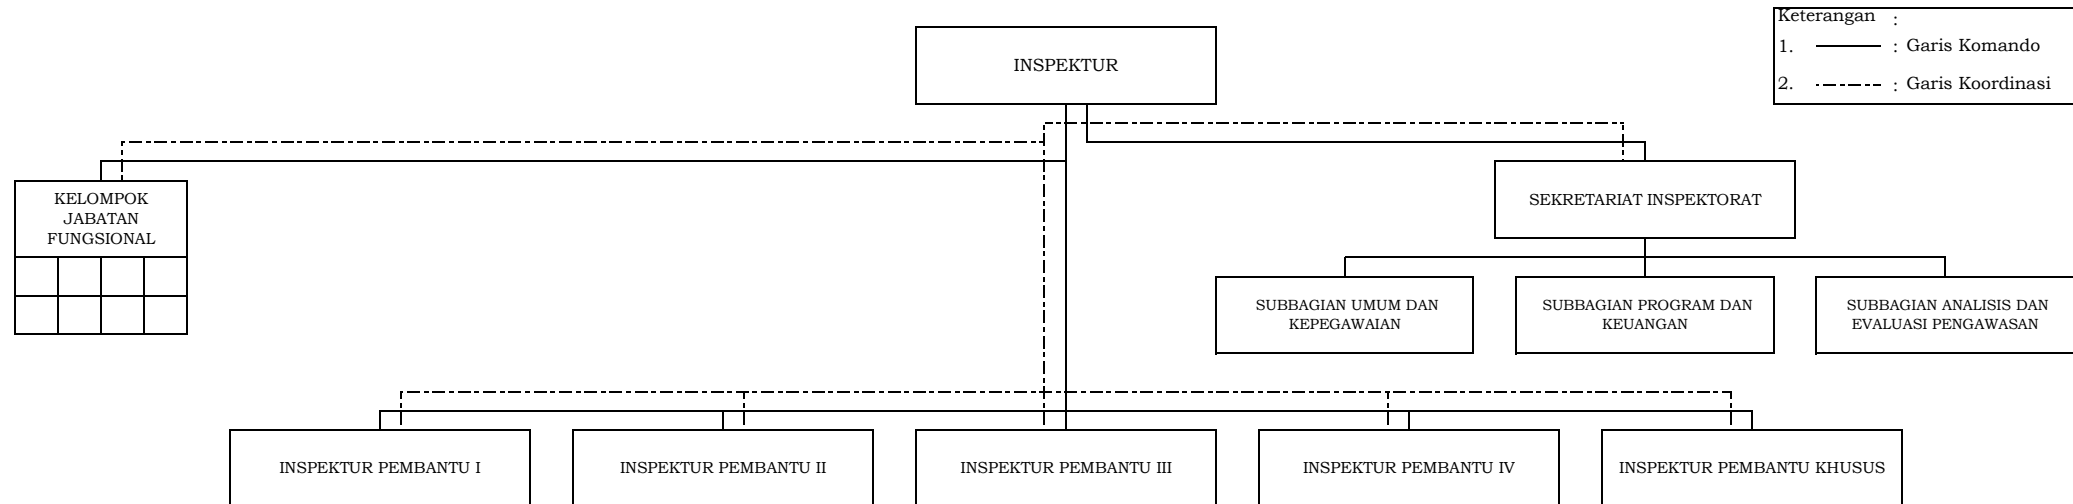 Keterangan :
1. : Garis Komando
2. : Garis Koordinasi
INSPEKTUR
KELOMPOK
JABATAN
FUNGSIONAL
SEKRETARIAT INSPEKTORAT
SUBBAGIAN UMUM DAN
KEPEGAWAIAN
SUBBAGIAN PROGRAM DAN
KEUANGAN
SUBBAGIAN ANALISIS DAN
EVALUASI PENGAWASAN
INSPEKTUR PEMBANTU I
INSPEKTUR PEMBANTU II
INSPEKTUR PEMBANTU III
INSPEKTUR PEMBANTU IV
INSPEKTUR PEMBANTU KHUSUS